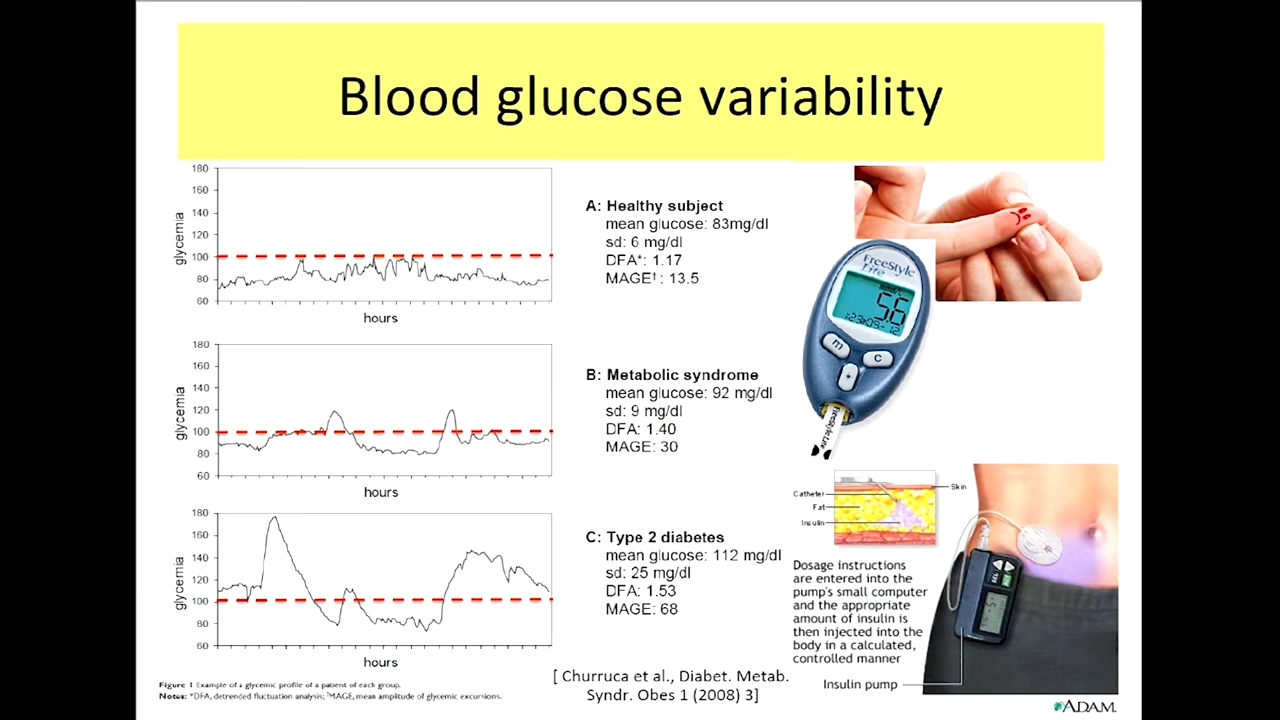 Blood glucose variability
180
160
140
120
100
80
60
glycemia
hours
A: Healthy subject
mean glucose: 83mg/dl
sd: 6 mg/dl
DFA*: 1.17
MAGE†: 13.5
180
160
140
120
100
80
60
glycemia
hours
B: Metabolic syndrome
mean glucose: 92 mg/dl
sd: 9 mg/dl
DFA: 1.40
MAGE: 30
180
160
140
120
100
80
60
glycemia
hours
C: Type 2 diabetes
mean glucose: 112 mg/dl
sd: 25 mg/dl
DFA: 1.53
MAGE: 68
Figure 1 Example of a glycemic profile of a patient of each group.
Notes: *DFA, detrended fluctuation analysis; †MAGE, mean amplitude of glycemic excursions.
[ Churruca et al., Diabet. Metab.
Syndr. Obes 1 (2008) 3]
FreeStyle
Lite
5.6
m
C
FreeStyle Lite
Catheter
Skin
Fat
Insulin
Dosage instructions
are entered into the
pump's small computer
and the appropriate
amount of insulin is
then injected into the
body in a calculated,
controlled manner
Insulin pump
ADAM.